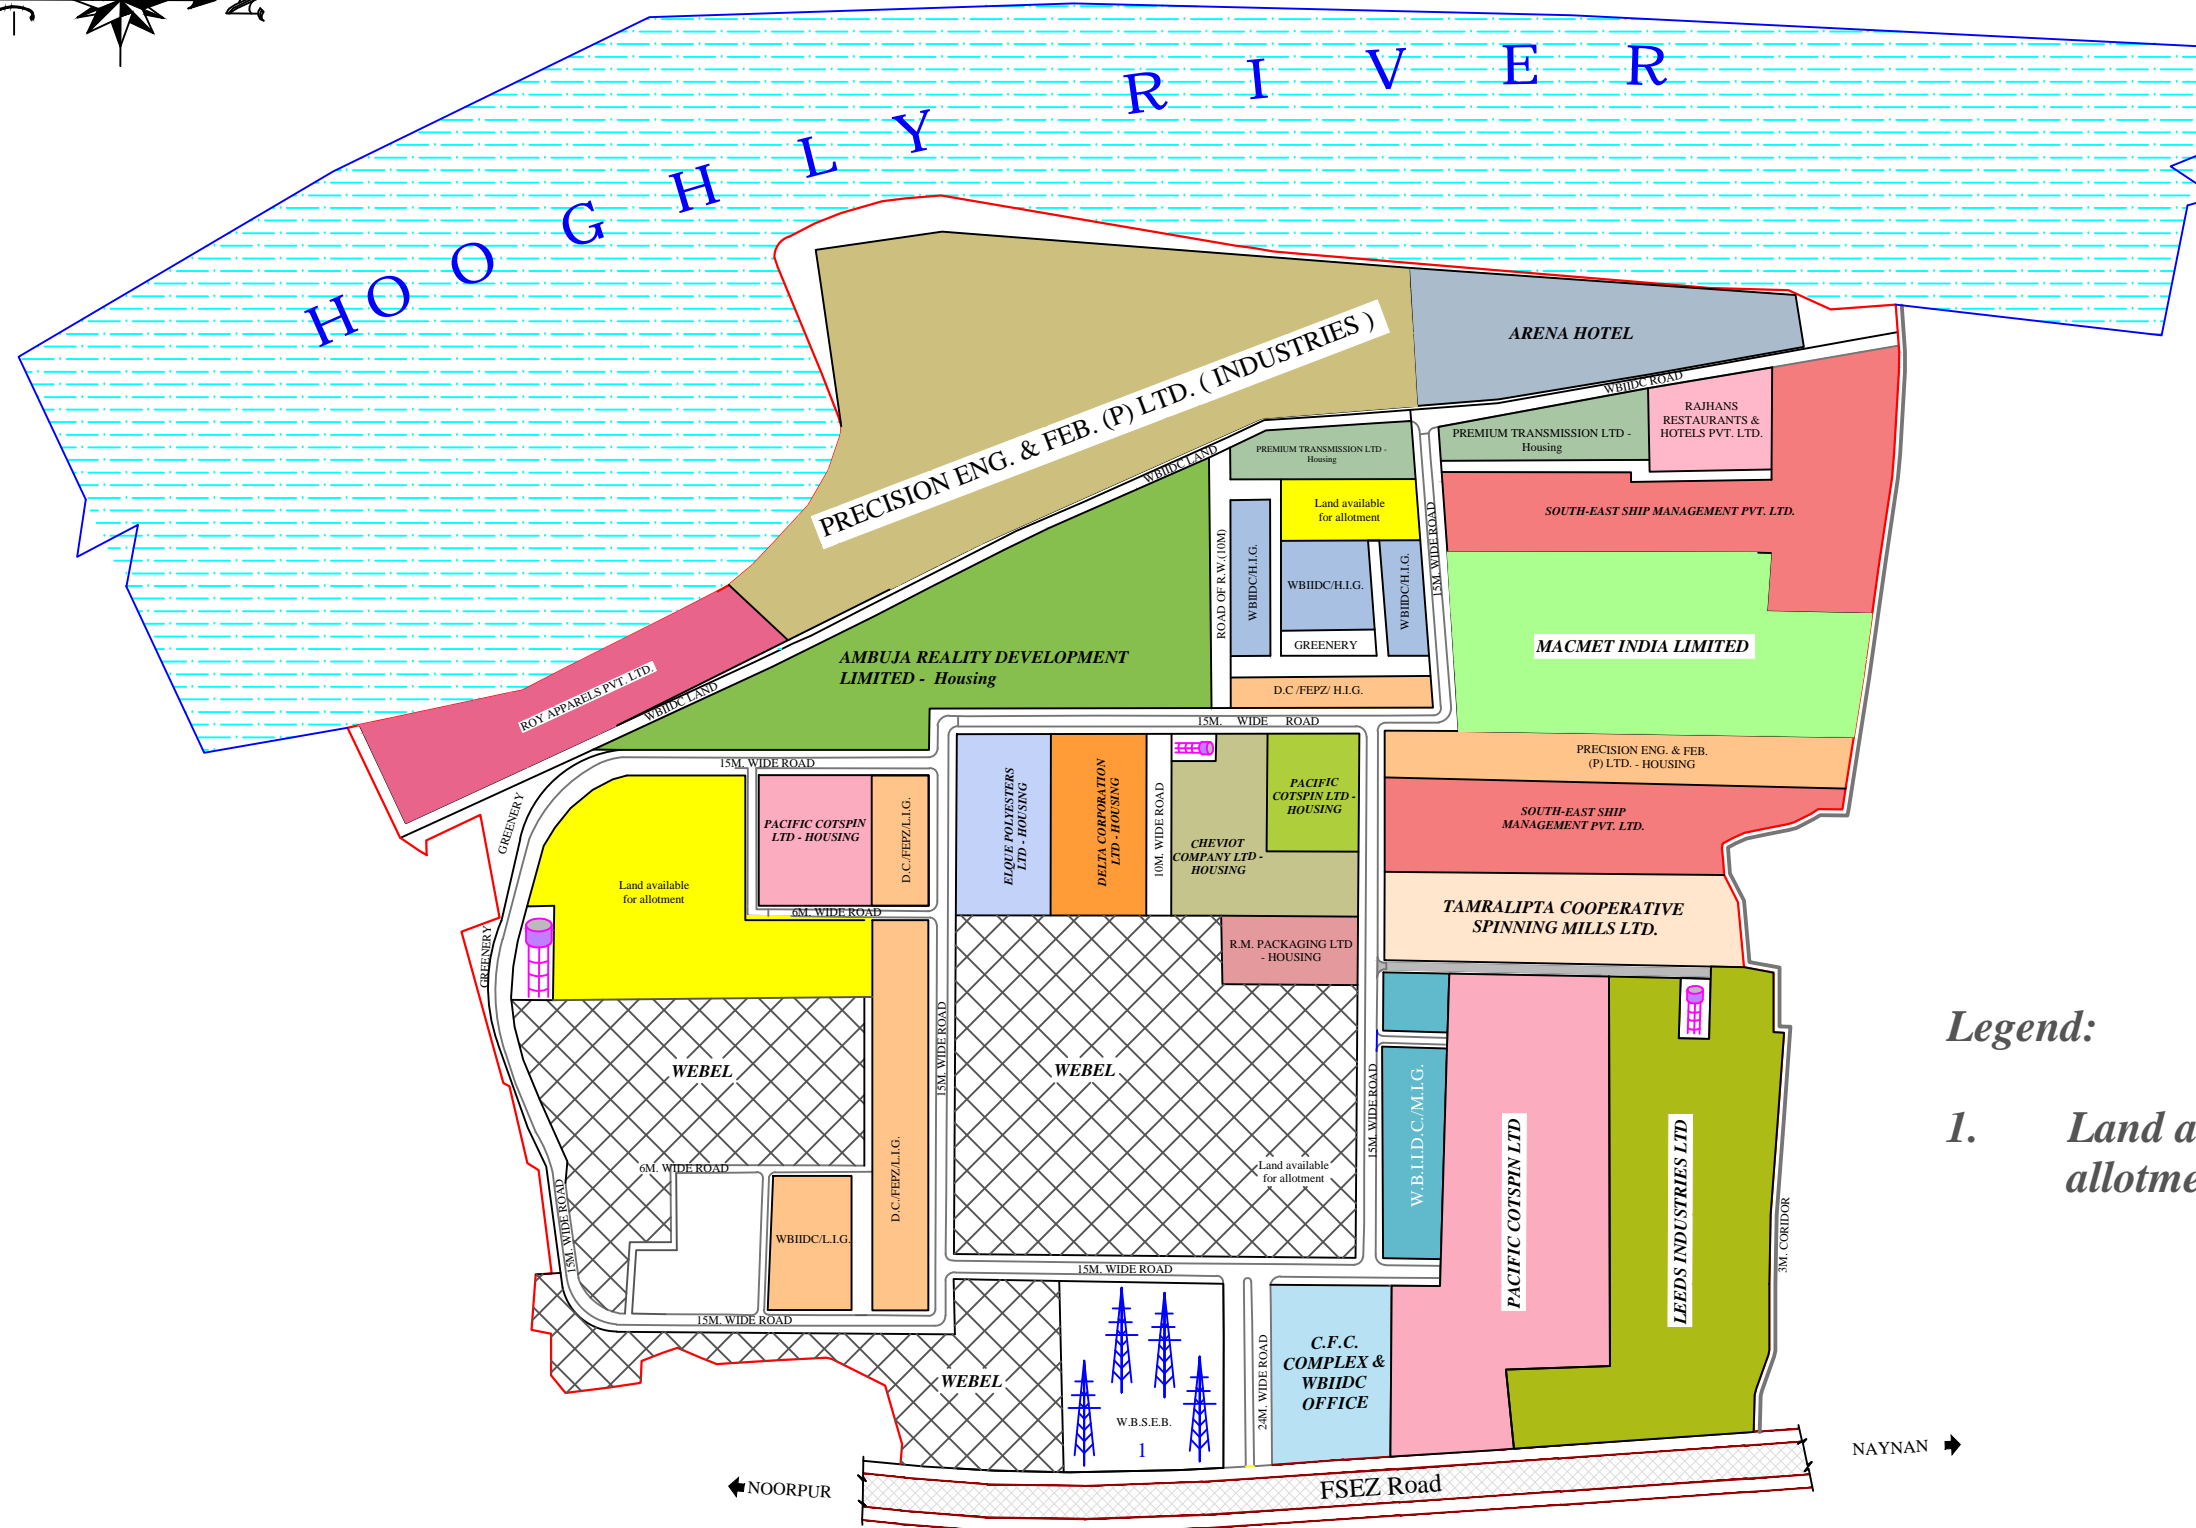 HOOGHLY RIVER
ARENA HOTEL
PRECISION ENG. & FEB. (P) LTD. ( INDUSTRIES )
WBIIDC ROAD
RAJHANS
RESTAURANTS &
HOTELS PVT. LTD.
PREMIUM TRANSMISSION LTD -
Housing
PREMIUM TRANSMISSION LTD -
Housing
WBIIDC LAND
Land available
for allotment
SOUTH-EAST SHIP MANAGEMENT PVT. LTD.
ROAD OF R.W.(10M)
WBIIDC/H.I.G.
WBIIDC/H.I.G.
WBIIDC/H.I.G.
15M. WIDE ROAD
GREENERY
MACMET INDIA LIMITED
AMBUJA REALITY DEVELOPMENT
LIMITED - Housing
ROY APPARELS PVT. LTD.
WBIIDC LAND
D.C /FEPZ/ H.I.G.
15M. WIDE ROAD
15M. WIDE ROAD
PRECISION ENG. & FEB.
(P) LTD. - HOUSING
GREENERY
PACIFIC COTSPIN
LTD - HOUSING
D.C./FEPZ/L.I.G.
ELQUE POLYESTERS
LTD - HOUSING
DELTA CORPORATION
LTD - HOUSING
10M. WIDE ROAD
PACIFIC
COTSPIN LTD -
HOUSING
CHEVIOT
COMPANY LTD -
HOUSING
SOUTH-EAST SHIP
MANAGEMENT PVT. LTD.
Land available
for allotment
6M. WIDE ROAD
TAMRALIPTA COOPERATIVE
SPINNING MILLS LTD.
GREENERY
R.M. PACKAGING LTD
- HOUSING
WEBEL
15M. WIDE ROAD
WEBEL
15M. WIDE ROAD
W.B.I.I.D.C./M.I.G.
PACIFIC COTSPIN LTD
LEEDS INDUSTRIES LTD
Legend:
1. Land a
allotme
Land available
for allotment
6M. WIDE ROAD
D.C./FEPZ/L.I.G.
15M. WIDE ROAD
WBIIDC/L.I.G.
3M. CORIDOR
15M. WIDE ROAD
15M. WIDE ROAD
WEBEL
W.B.S.E.B.
1
24M. WIDE ROAD
C.F.C.
COMPLEX &
WBIIDC
OFFICE
NOORPUR
FSEZ Road
NAYNAN